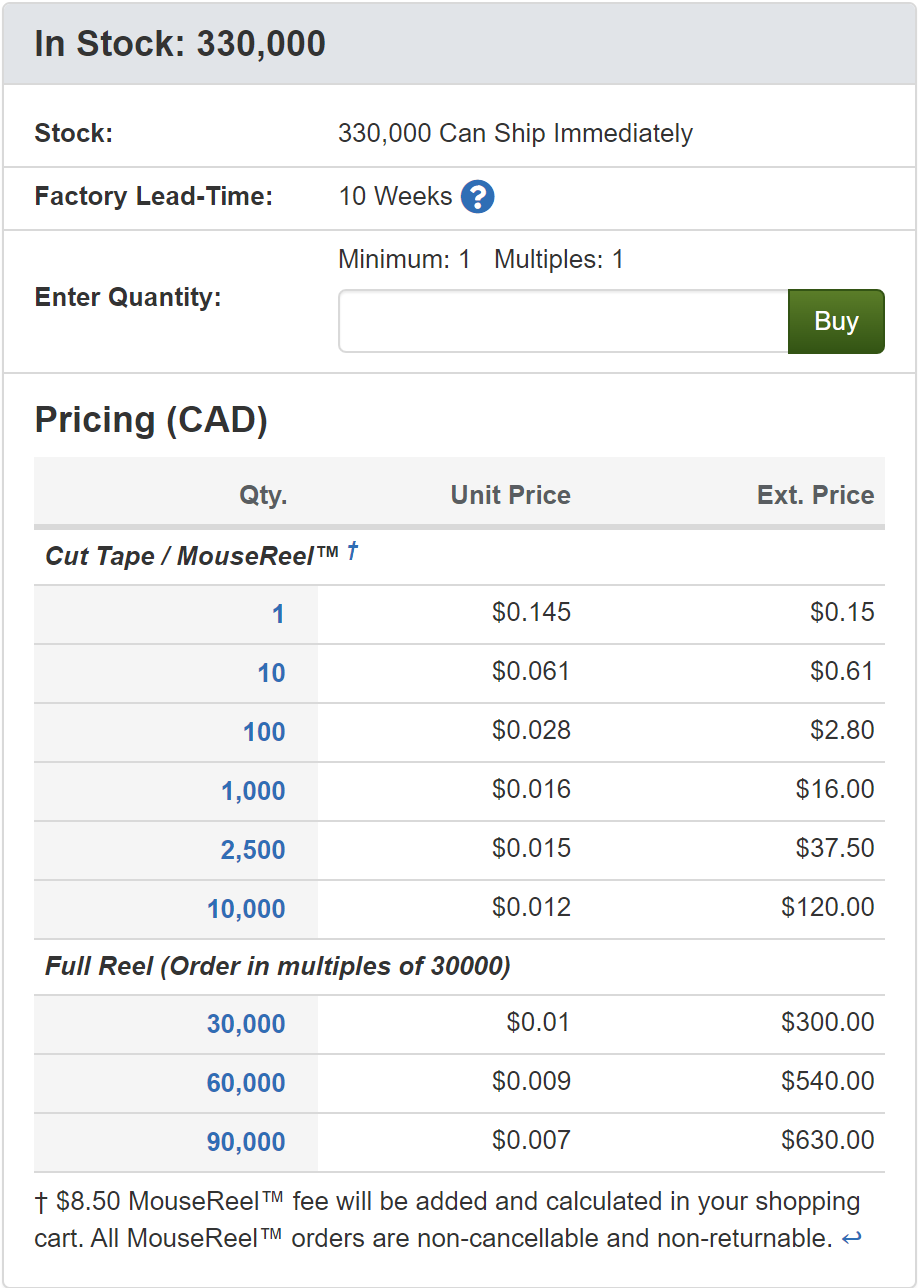 In Stock: 330,000
Stock: 330,000 Can Ship Immediately
Factory Lead-Time: 10 Weeks ?
Minimum: 1 Multiples: 1
Enter Quantity:
Buy
Pricing (CAD)
Qty. Unit Price Ext. Price
Cut Tape / MouseReel™ †
1 $0.145 $0.15
10 $0.061 $0.61
100 $0.028 $2.80
1,000 $0.016 $16.00
2,500 $0.015 $37.50
10,000 $0.012 $120.00
Full Reel (Order in multiples of 30000)
30,000 $0.01 $300.00
60,000 $0.009 $540.00
90,000 $0.007 $630.00
† $8.50 MouseReel™ fee will be added and calculated in your shopping
cart. All MouseReel™ orders are non-cancellable and non-returnable. ↩